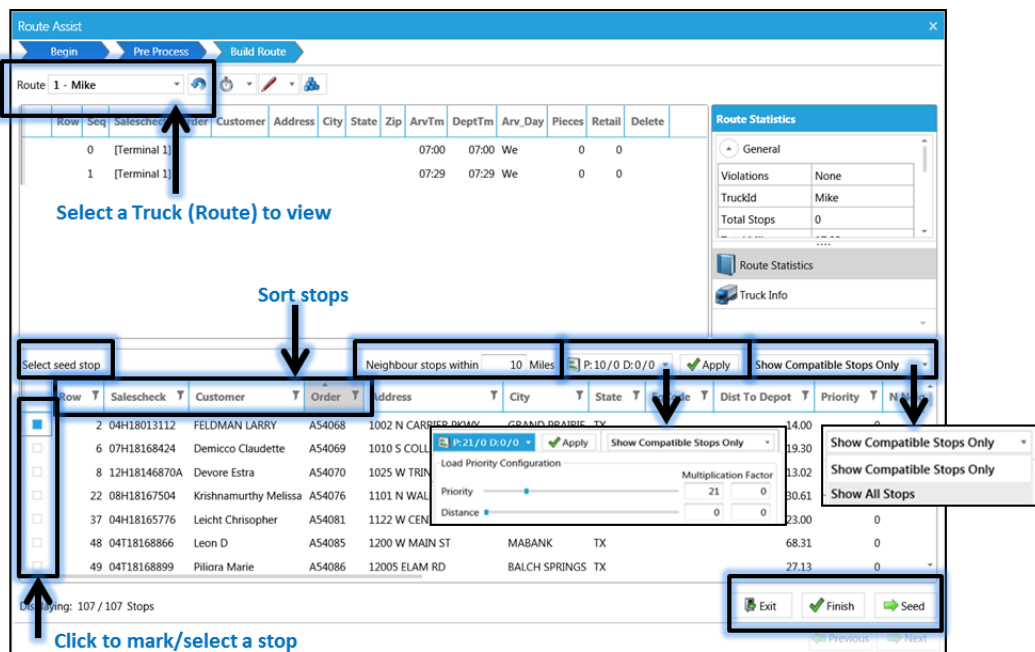 Route Assist
Begin Pre Process Build Route
Route 1 - Mike
Row Seq Salescheck Order Customer Address City State Zip ArvTm DeptTm Arv_Day Pieces Retail Delete
0 [Terminal 1] 07:00 07:00 We 0 0
1 [Terminal 1] 07:29 07:29 We 0 0
Route Statistics
General
Violations None
TruckId Mike
Total Stops 0
Route Statistics
Truck Info
Select a Truck (Route) to view
Sort stops
Select seed stop Neighbour stops within 10 Miles P:10/0 D:0/0 Apply Show Compatible Stops Only
Row Salescheck Customer Order Address City State Dist To Depot Priority
2 04H18013112 FELDMAN LARRY A54068 1002 N CARRIER PKWY GRAND PRAIRIE TX 14.00
6 07H18168424 Demicco Claudette A54069 1010 S COLL 19.30
8 12H18146870A Devore Estra A54070 1025 W TRIN 13.02
22 08H18167504 Krishnamurthy Melissa A54076 1101 N WAL 30.61
37 04H18165776 Leicht Chrisopher A54081 1122 W CEN 23.00 0
48 04T18168866 Leon D A54085 1200 W MAIN ST MABANK TX 68.31 0
49 04T18168899 Piligra Marie A54086 12005 ELAM RD BALCH SPRINGS TX 27.13 0
P:21/0 D:0/0 Apply Show Compatible Stops Only
Load Priority Configuration
Multiplication Factor
Priority 21 0
Distance 0 0
Show Compatible Stops Only
Show Compatible Stops Only
Show All Stops
Displaying: 107 / 107 Stops
Exit Finish Seed
Click to mark/select a stop
Previous Next